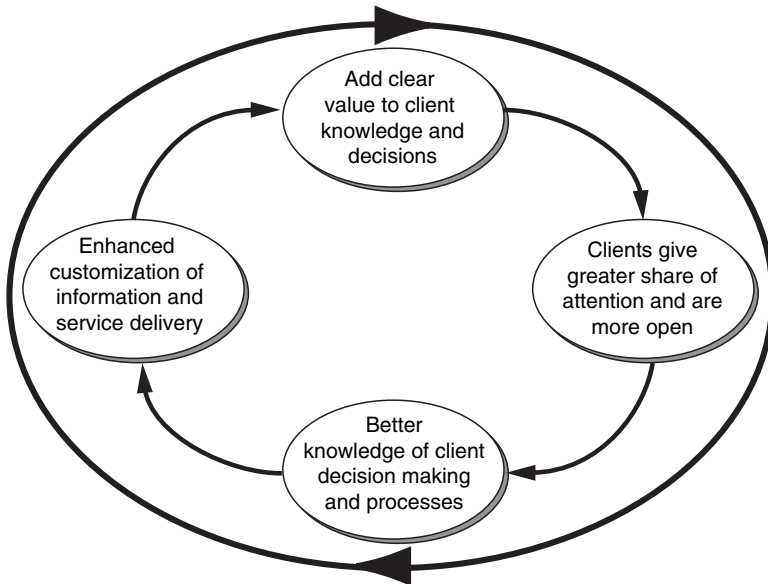 Add clear
value to client
knowledge and
decisions
Clients give
greater share of
attention and are
more open
Better
knowledge of client
decision making
and processes
Enhanced
customization of
information and
service delivery